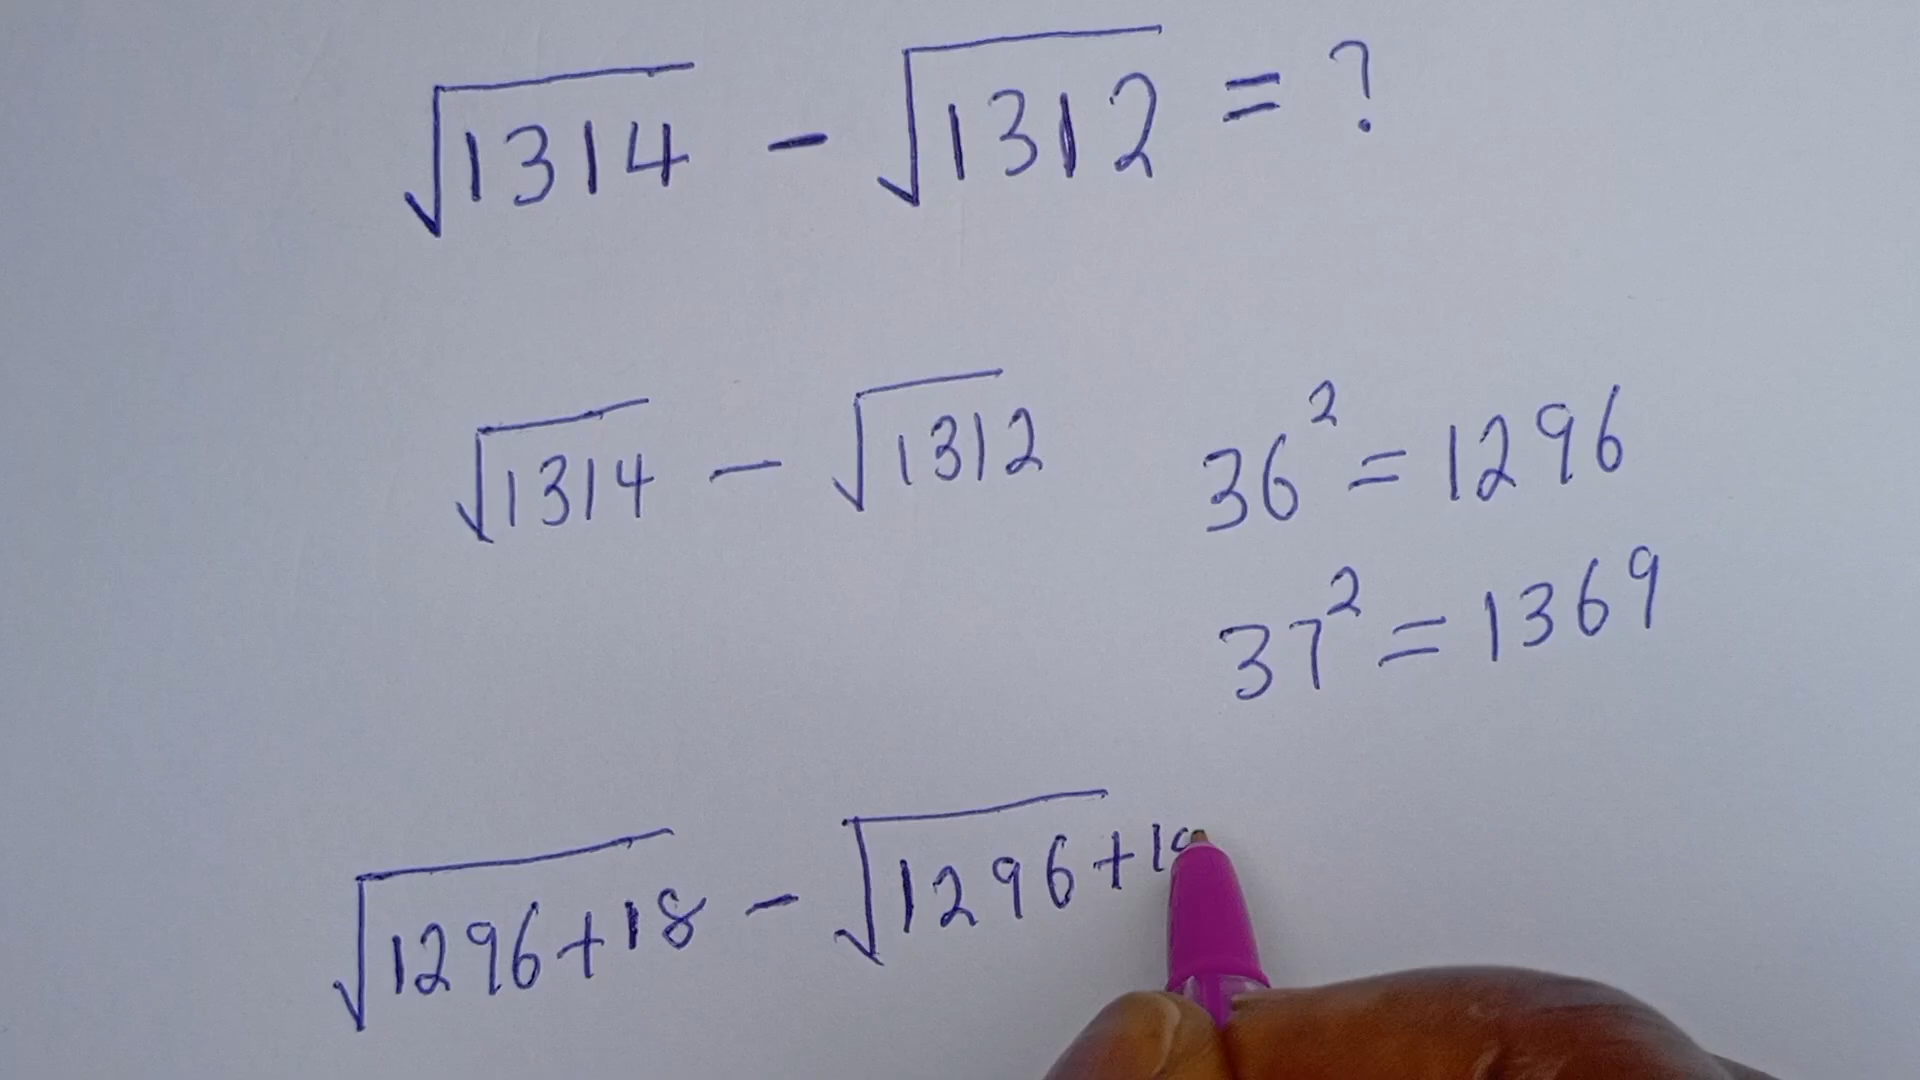 √1314 - √1312 = ?
√1314 - √1312
36² = 1296
37² = 1369
√1296+18 - √1296+1